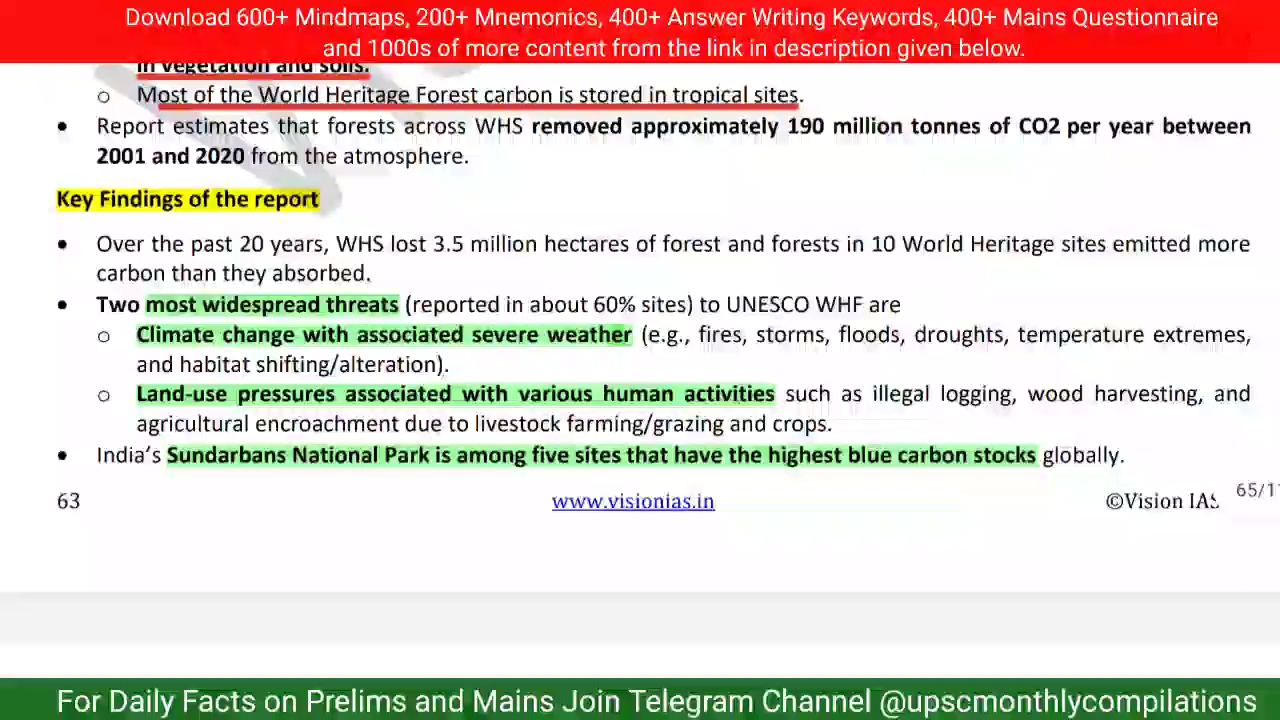 Download 600+ Mindmaps, 200+ Mnemonics, 400+ Answer Writing Keywords, 400+ Mains Questionnaire
and 1000s of more content from the link in description given below.
in vegetation and soils.
o Most of the World Heritage Forest carbon is stored in tropical sites.
• Report estimates that forests across WHS removed approximately 190 million tonnes of CO2 per year between
2001 and 2020 from the atmosphere.
Key Findings of the report
• Over the past 20 years, WHS lost 3.5 million hectares of forest and forests in 10 World Heritage sites emitted more
carbon than they absorbed.
• Two most widespread threats (reported in about 60% sites) to UNESCO WHF are
o Climate change with associated severe weather (e.g., fires, storms, floods, droughts, temperature extremes,
and habitat shifting/alteration).
o Land-use pressures associated with various human activities such as illegal logging, wood harvesting, and
agricultural encroachment due to livestock farming/grazing and crops.
• India's Sundarbans National Park is among five sites that have the highest blue carbon stocks globally.
63 www.visionias.in ©Vision IAS 65/1
For Daily Facts on Prelims and Mains Join Telegram Channel @upscmonthlycompilations